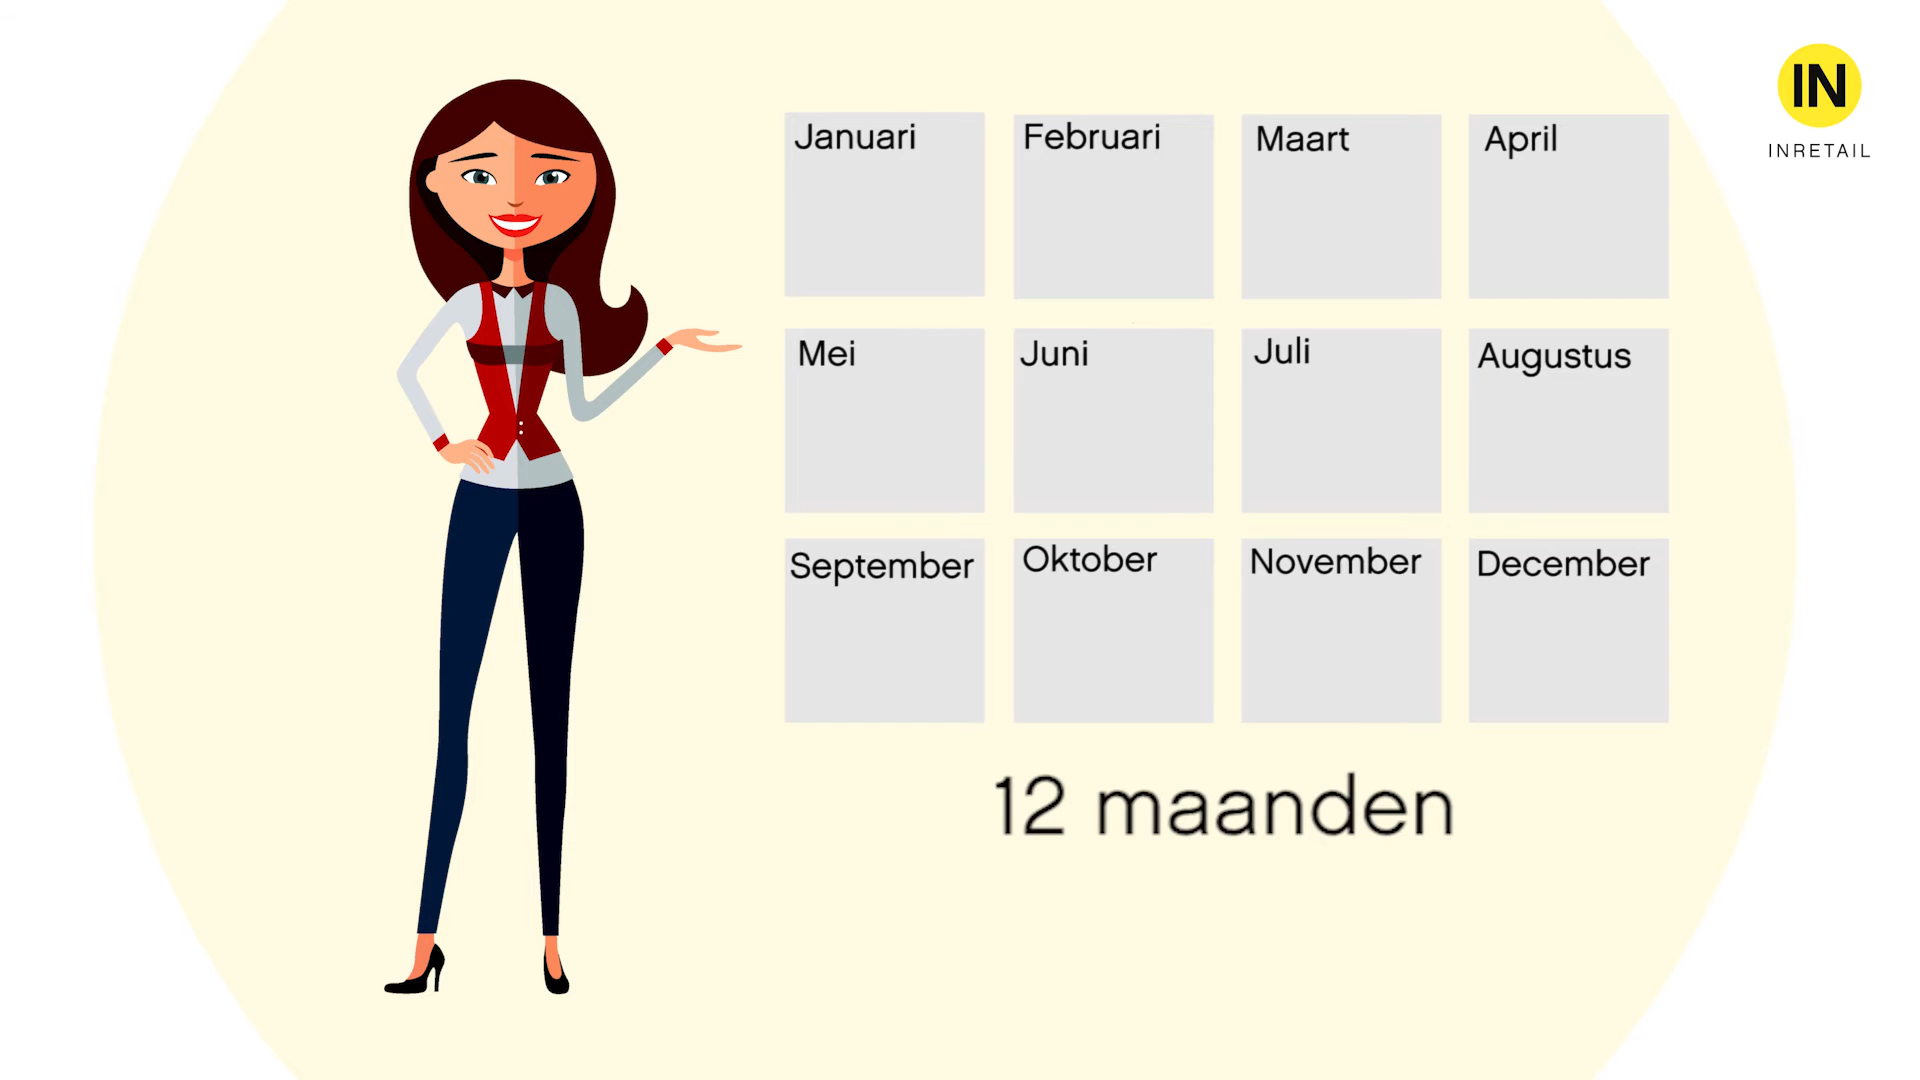 IN
INRETAIL
Januari
Februari
Maart
April
Mei
Juni
Juli
Augustus
September
Oktober
November
December
12 maanden